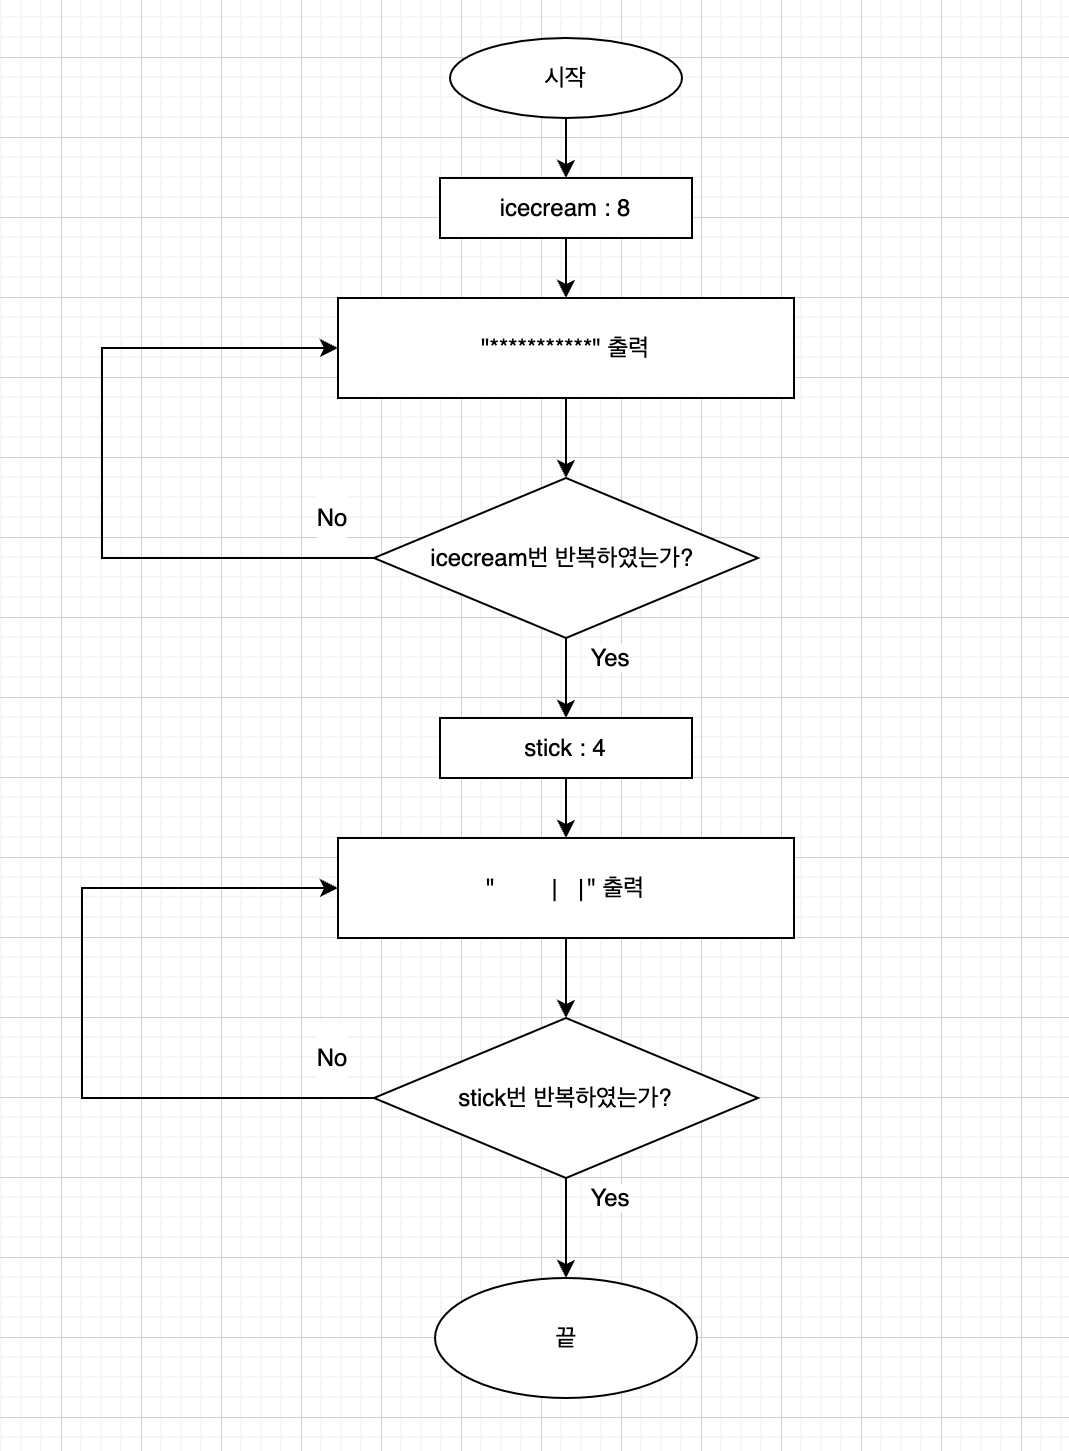 시작
icecream : 8
"***********" 출력
No
icecream번 반복하였는가?
Yes
stick : 4
"        |   |" 출력
No
stick번 반복하였는가?
Yes
끝